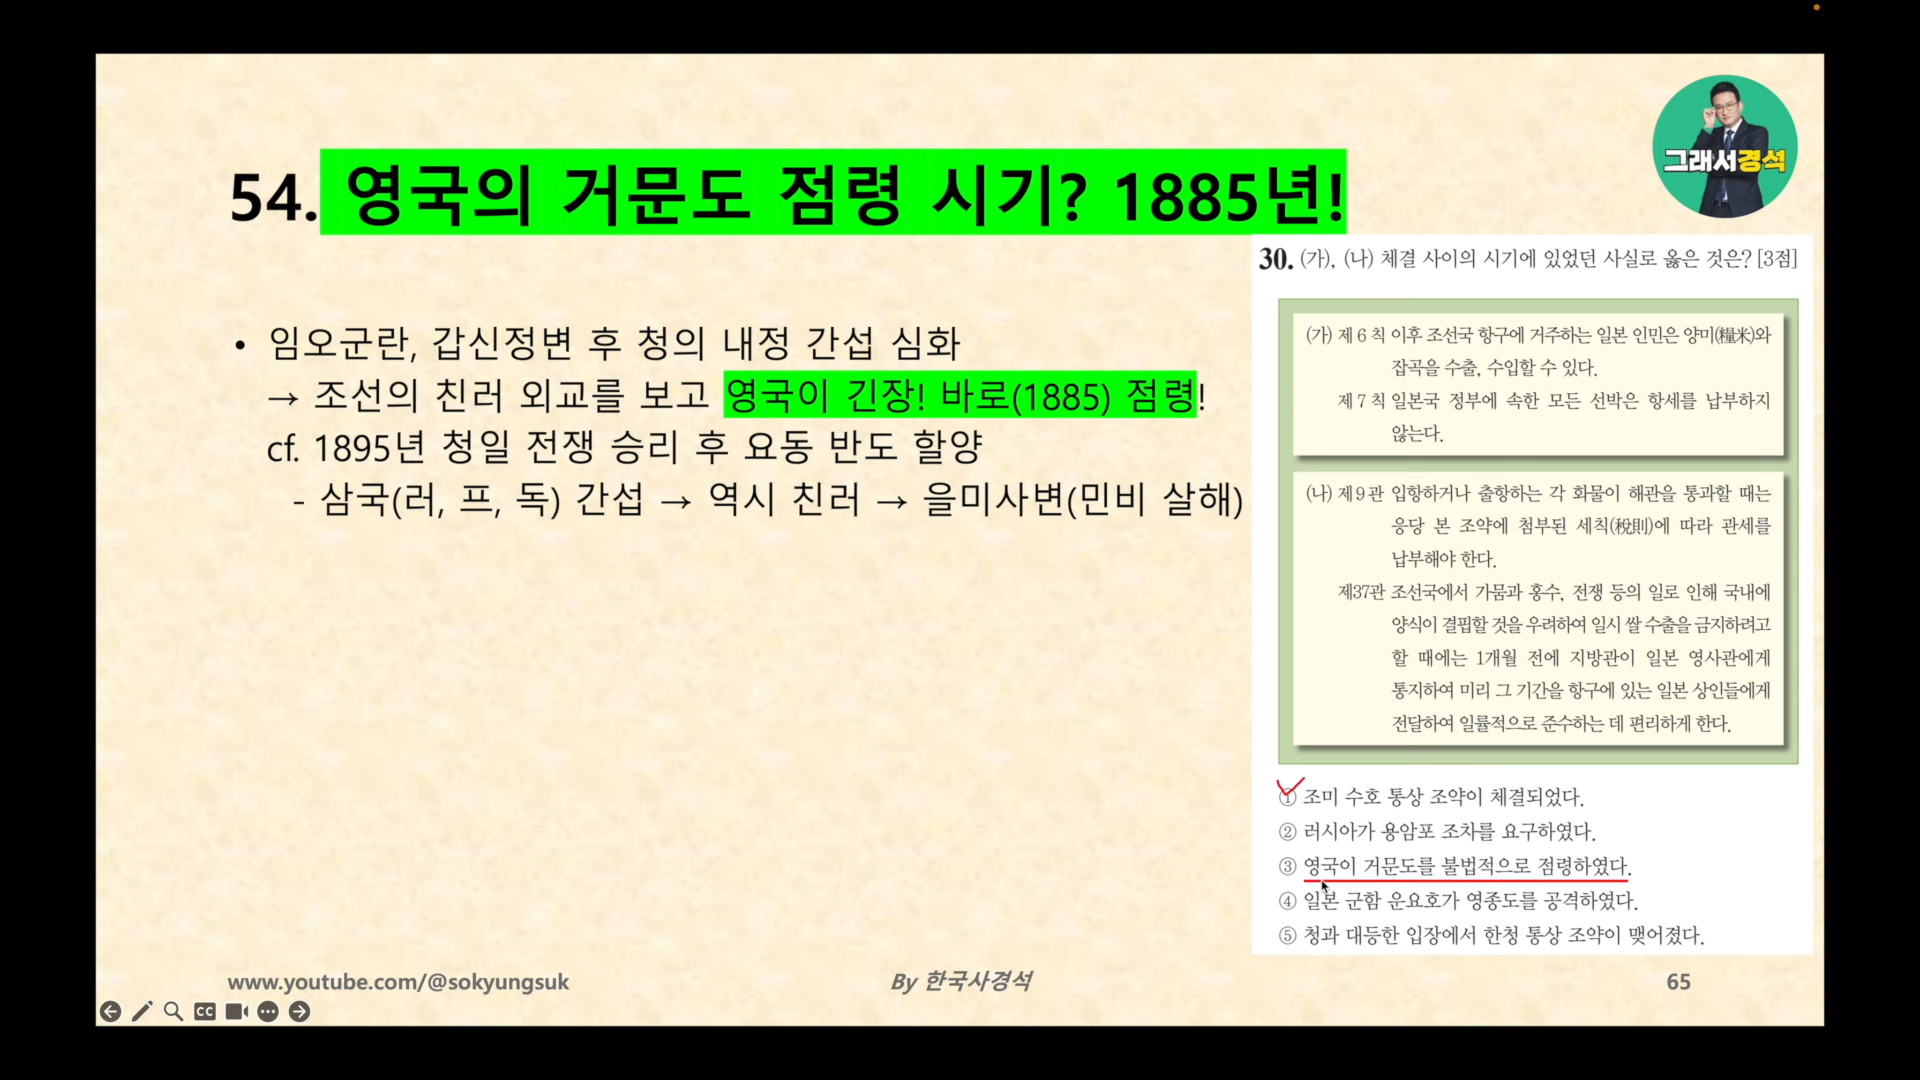 그래서경석
54. 영국의 거문도 점령 시기? 1885년!
• 임오군란, 갑신정변 후 청의 내정 간섭 심화
→ 조선의 친러 외교를 보고 영국이 긴장! 바로(1885) 점령!
cf. 1895년 청일 전쟁 승리 후 요동 반도 할양
- 삼국(러, 프, 독) 간섭 → 역시 친러 → 을미사변(민비 살해)
30. (가), (나) 체결 사이의 시기에 있었던 사실로 옳은 것은? [3점]
(가) 제 6 칙 이후 조선국 항구에 거주하는 일본 인민은 양미(糧米)와
잡곡을 수출, 수입할 수 있다.
제 7 칙 일본국 정부에 속한 모든 선박은 항세를 납부하지
않는다.
(나) 제9관 입항하거나 출항하는 각 화물이 해관을 통과할 때는
응당 본 조약에 첨부된 세칙(稅則)에 따라 관세를
납부해야 한다.
제37관 조선국에서 가뭄과 홍수, 전쟁 등의 일로 인해 국내에
양식이 결핍할 것을 우려하여 일시 쌀 수출을 금지하려고
할 때에는 1개월 전에 지방관이 일본 영사관에게
통지하여 미리 그 기간을 항구에 있는 일본 상인들에게
전달하여 일률적으로 준수하는 데 편리하게 한다.
① 조미 수호 통상 조약이 체결되었다.
② 러시아가 용암포 조차를 요구하였다.
③ 영국이 거문도를 불법적으로 점령하였다.
④ 일본 군함 운요호가 영종도를 공격하였다.
⑤ 청과 대등한 입장에서 한청 통상 조약이 맺어졌다.
www.youtube.com/@sokyungsuk
By 한국사경석
65
CC